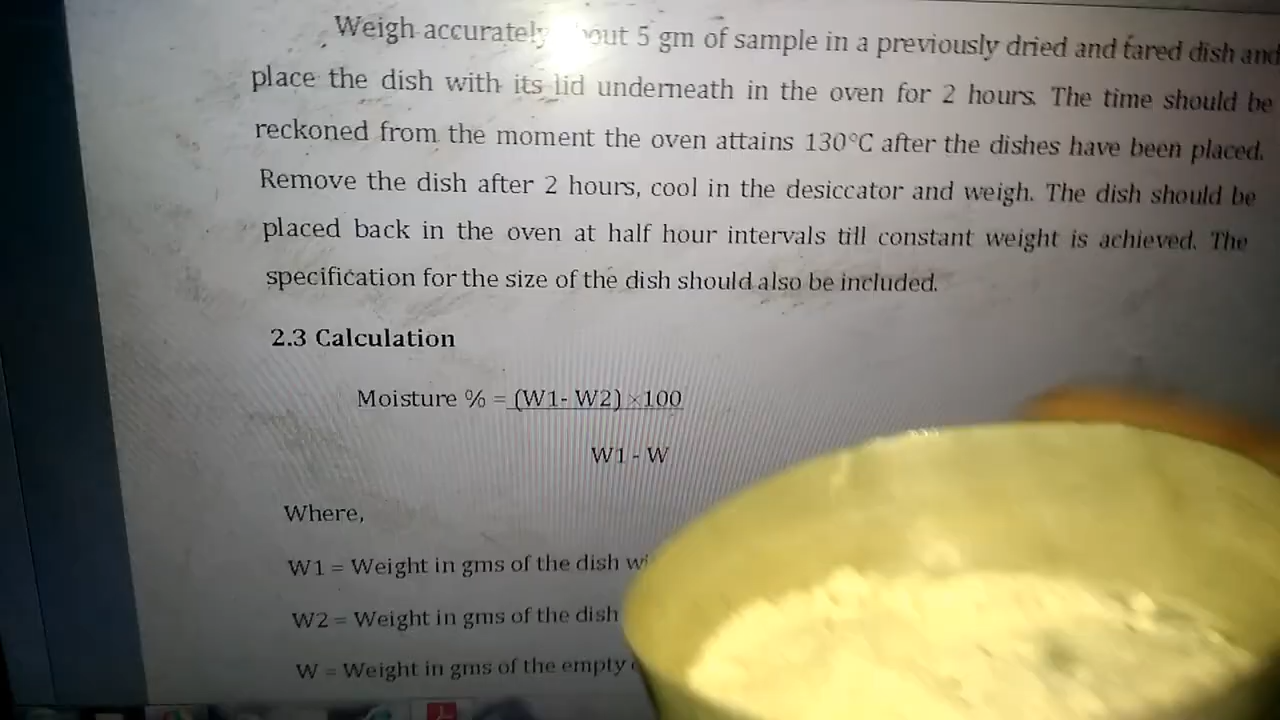 Weigh accurately 5 gm of sample in a previously dried and tared dish and
place the dish with its lid underneath in the oven for 2 hours. The time should be
reckoned from the moment the oven attains 130°C after the dishes have been placed.
Remove the dish after 2 hours, cool in the desiccator and weigh. The dish should be
placed back in the oven at half hour intervals till constant weight is achieved. The
specification for the size of the dish should also be included.
2.3 Calculation
Moisture % = (W1- W2) ×100
W1 - W
Where,
W1 = Weight in gms of the dish
W2 = Weight in gms of the dish
W = Weight in gms of the empty